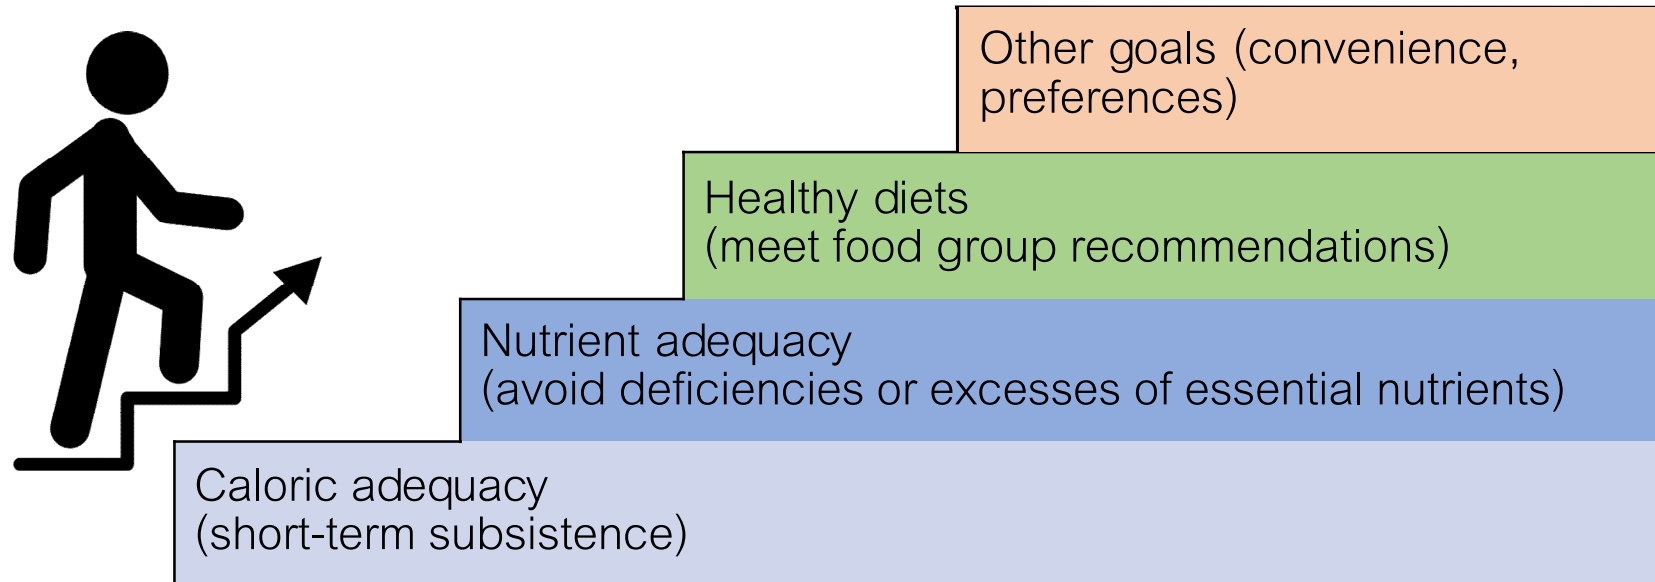 Other goals (convenience,
preferences)
Healthy diets
(meet food group recommendations)
Nutrient adequacy
(avoid deficiencies or excesses of essential nutrients)
Caloric adequacy
(short-term subsistence)